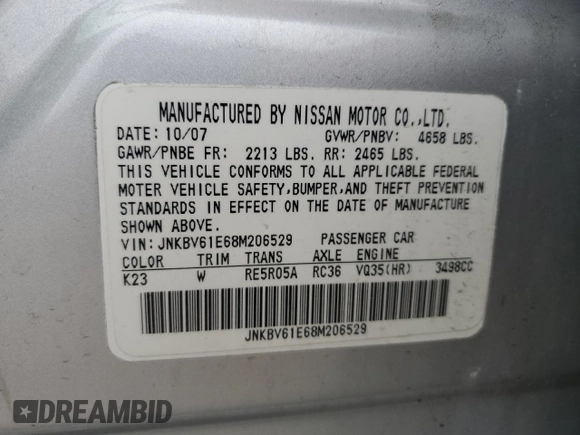 MANUFACTURED BY NISSAN MOTOR CO.,LTD.
DATE: 10/07 GVWR/PNBV: 4658 LBS.
GAWR/PNBE FR: 2213 LBS. RR: 2465 LBS.
THIS VEHICLE CONFORMS TO ALL APPLICABLE FEDERAL
MOTER VEHICLE SAFETY,BUMPER,AND THEFT PREVENTION
STANDARDS IN EFFECT ON THE DATE OF MANUFACTURE
SHOWN ABOVE.
VIN: JNKBV61E68M206529 PASSENGER CAR
COLOR TRIM TRANS AXLE ENGINE
K23 W RE5R05A RC36 VQ35(HR) 3498CC
JNKBV61E68M206529
DREAMBID